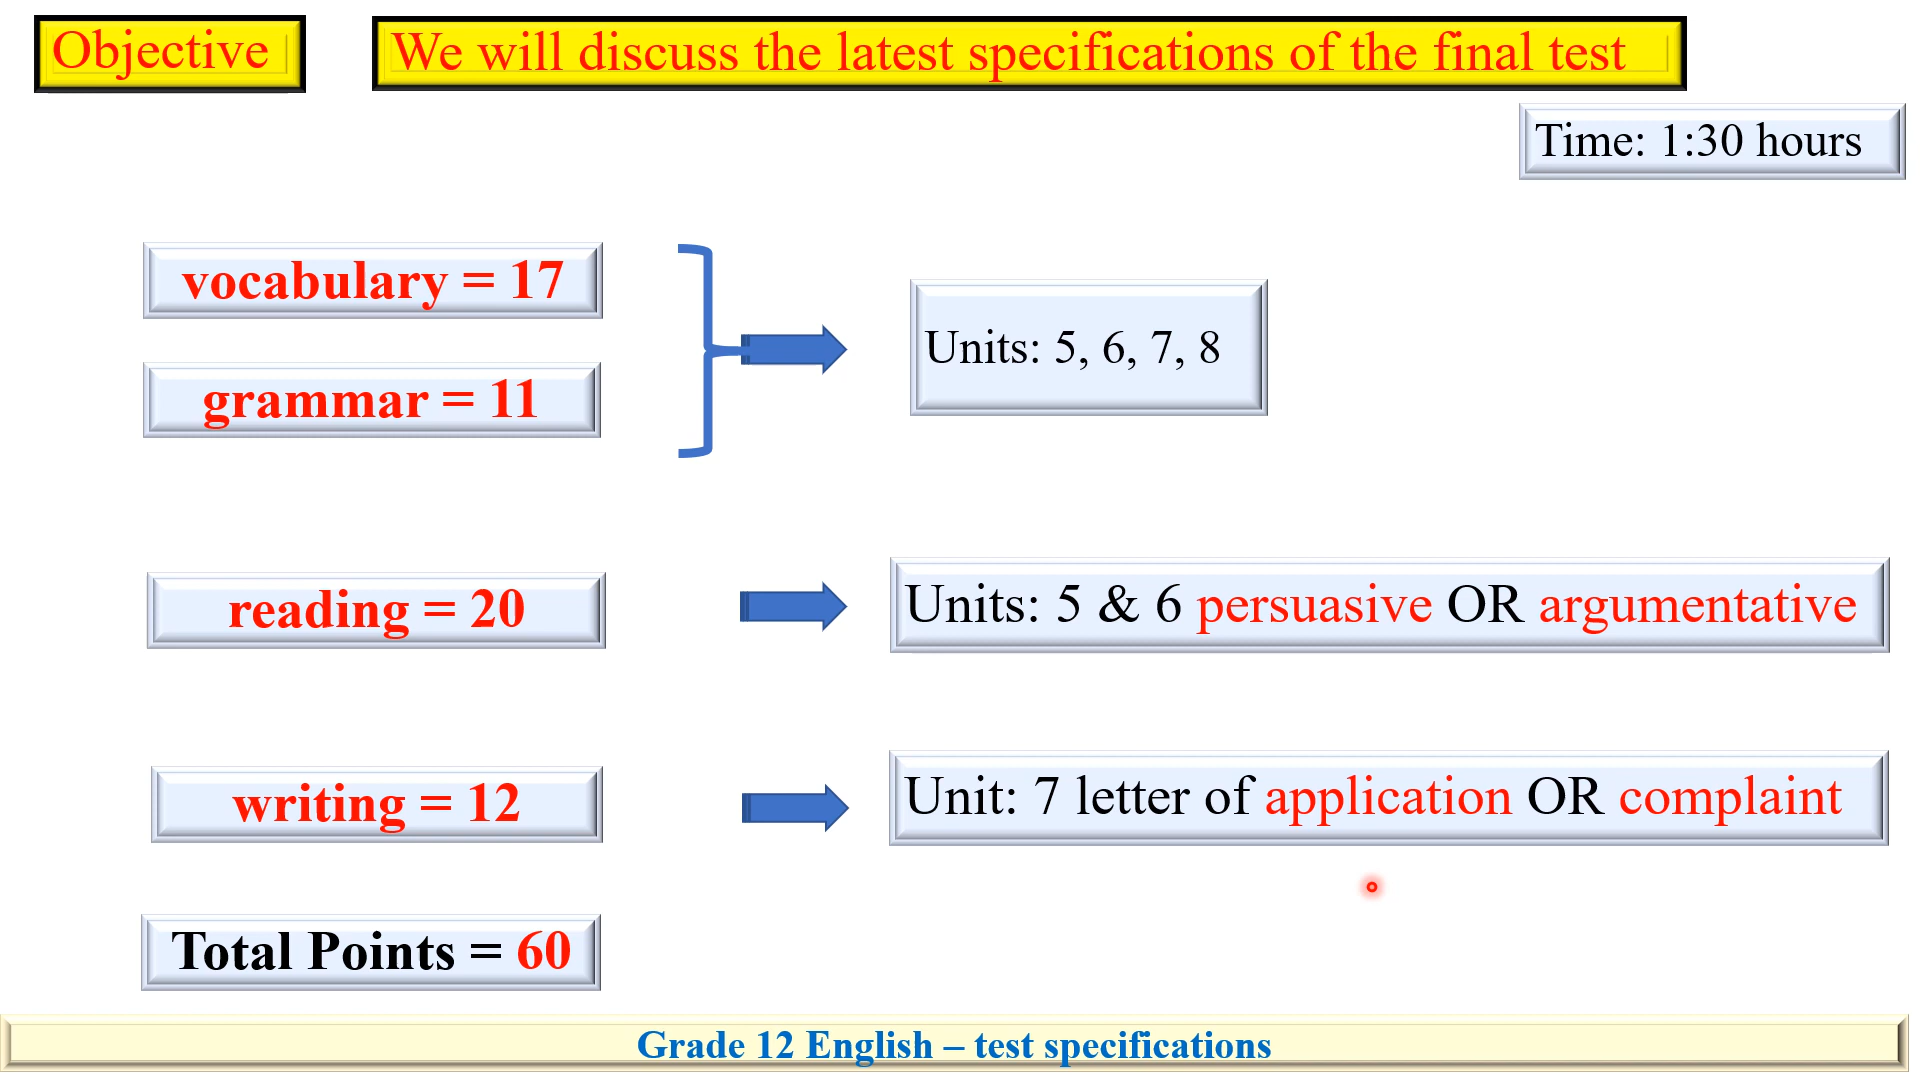 Objective
We will discuss the latest specifications of the final test
Time: 1:30 hours
vocabulary = 17
grammar = 11
Units: 5, 6, 7, 8
reading = 20
Units: 5 & 6 persuasive OR argumentative
writing = 12
Unit: 7 letter of application OR complaint
Total Points = 60
Grade 12 English – test specifications